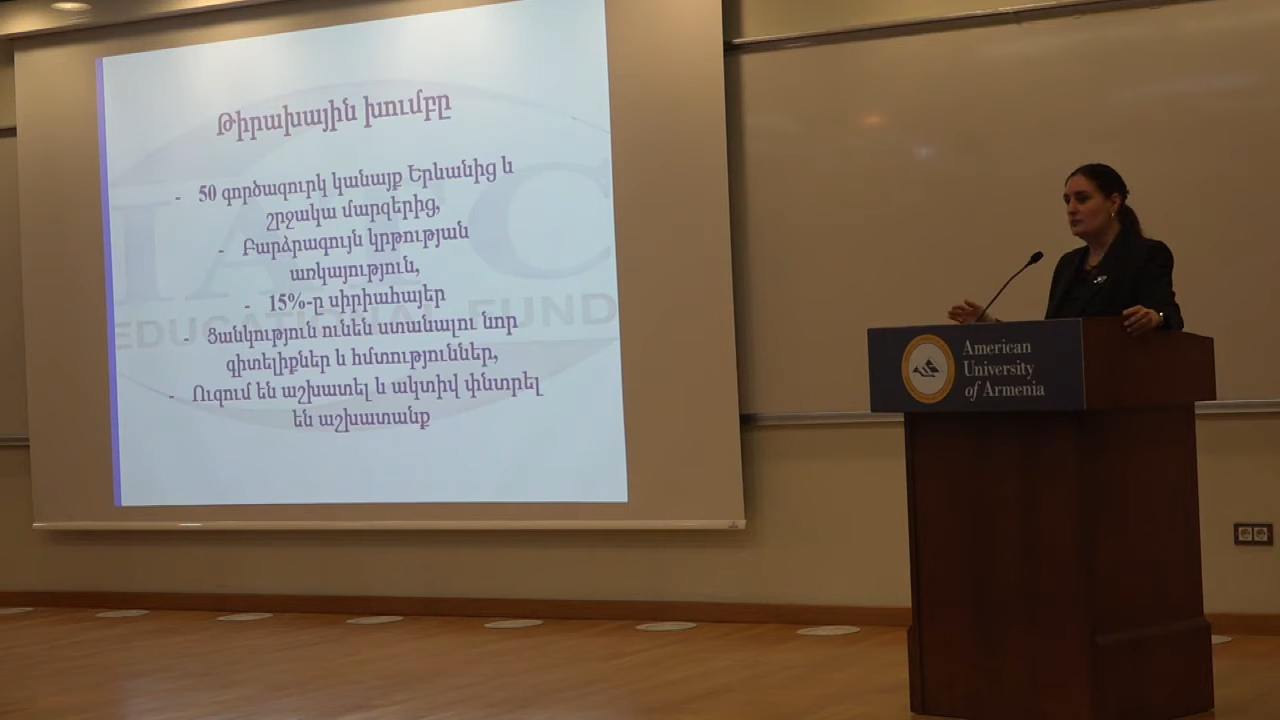 Թիրախային խումբը
- 50 գործազուրկ կանայք Երևանից և
շրջակա մարզերից,
- Բարձրագույն կրթության
առկայություն,
- 15%-ը սիրիահայեր
- Ցանկություն ունեն ստանալու նոր
գիտելիքներ և հմտություններ,
- Ուզում են աշխատել և ակտիվ փնտրել
են աշխատանք
IATC
EDUCATIONAL FUND
American
University
of Armenia